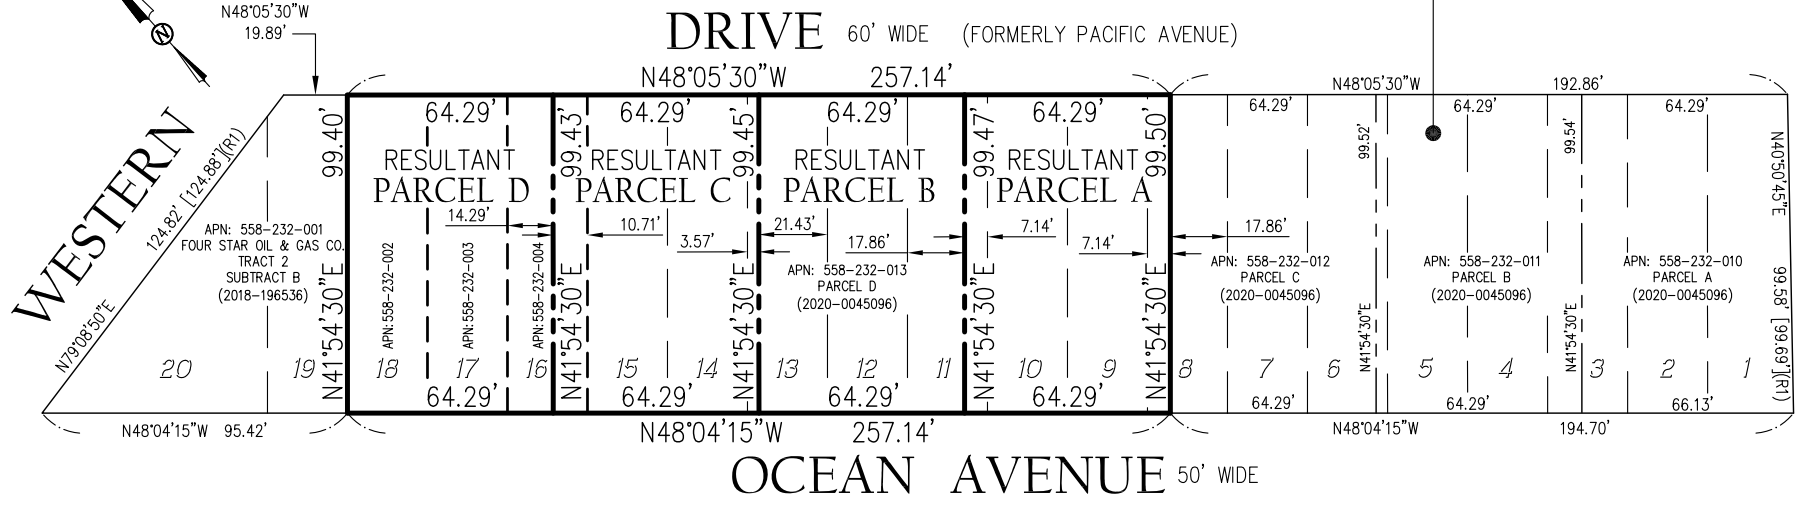 N48°05'30"W
19.89'
N
DRIVE 60' WIDE (FORMERLY PACIFIC AVENUE)
N48°05'30"W 257.14'
N48°05'30"W 192.86'
WESTERN
124.82' [124.88'](R1)
N79°08'50"E
APN: 558-232-001
FOUR STAR OIL & GAS CO.
TRACT 2
SUBTRACT B
(2018-196536)
20
19
N48°04'15"W 95.42'
99.40'
N41°54'30"E
64.29'
RESULTANT
PARCEL D
14.29'
APN:558-232-002
APN:558-232-003
APN:558-232-004
18 17 16
64.29'
99.43'
N41°54'30"E
64.29'
RESULTANT
PARCEL C
10.71'
3.57'
15 14
64.29'
99.45'
N41°54'30"E
64.29'
RESULTANT
PARCEL B
21.43'
17.86'
APN: 558-232-013
PARCEL D
(2020-0045096)
13 12 11
64.29'
99.47'
N41°54'30"E
64.29'
RESULTANT
PARCEL A
7.14'
7.14'
10 9
64.29'
99.50'
N41°54'30"E
64.29'
17.86'
APN: 558-232-012
PARCEL C
(2020-0045096)
8 7 6
64.29'
99.52'
N41°54'30"E
64.29'
APN: 558-232-011
PARCEL B
(2020-0045096)
5 4
64.29'
99.54'
N41°54'30"E
64.29'
APN: 558-232-010
PARCEL A
(2020-0045096)
3 2 1
66.13'
N40°50'45"E
99.58' [99.69'](R1)
N48°04'15"W 257.14'
N48°04'15"W 194.70'
OCEAN AVENUE 50' WIDE